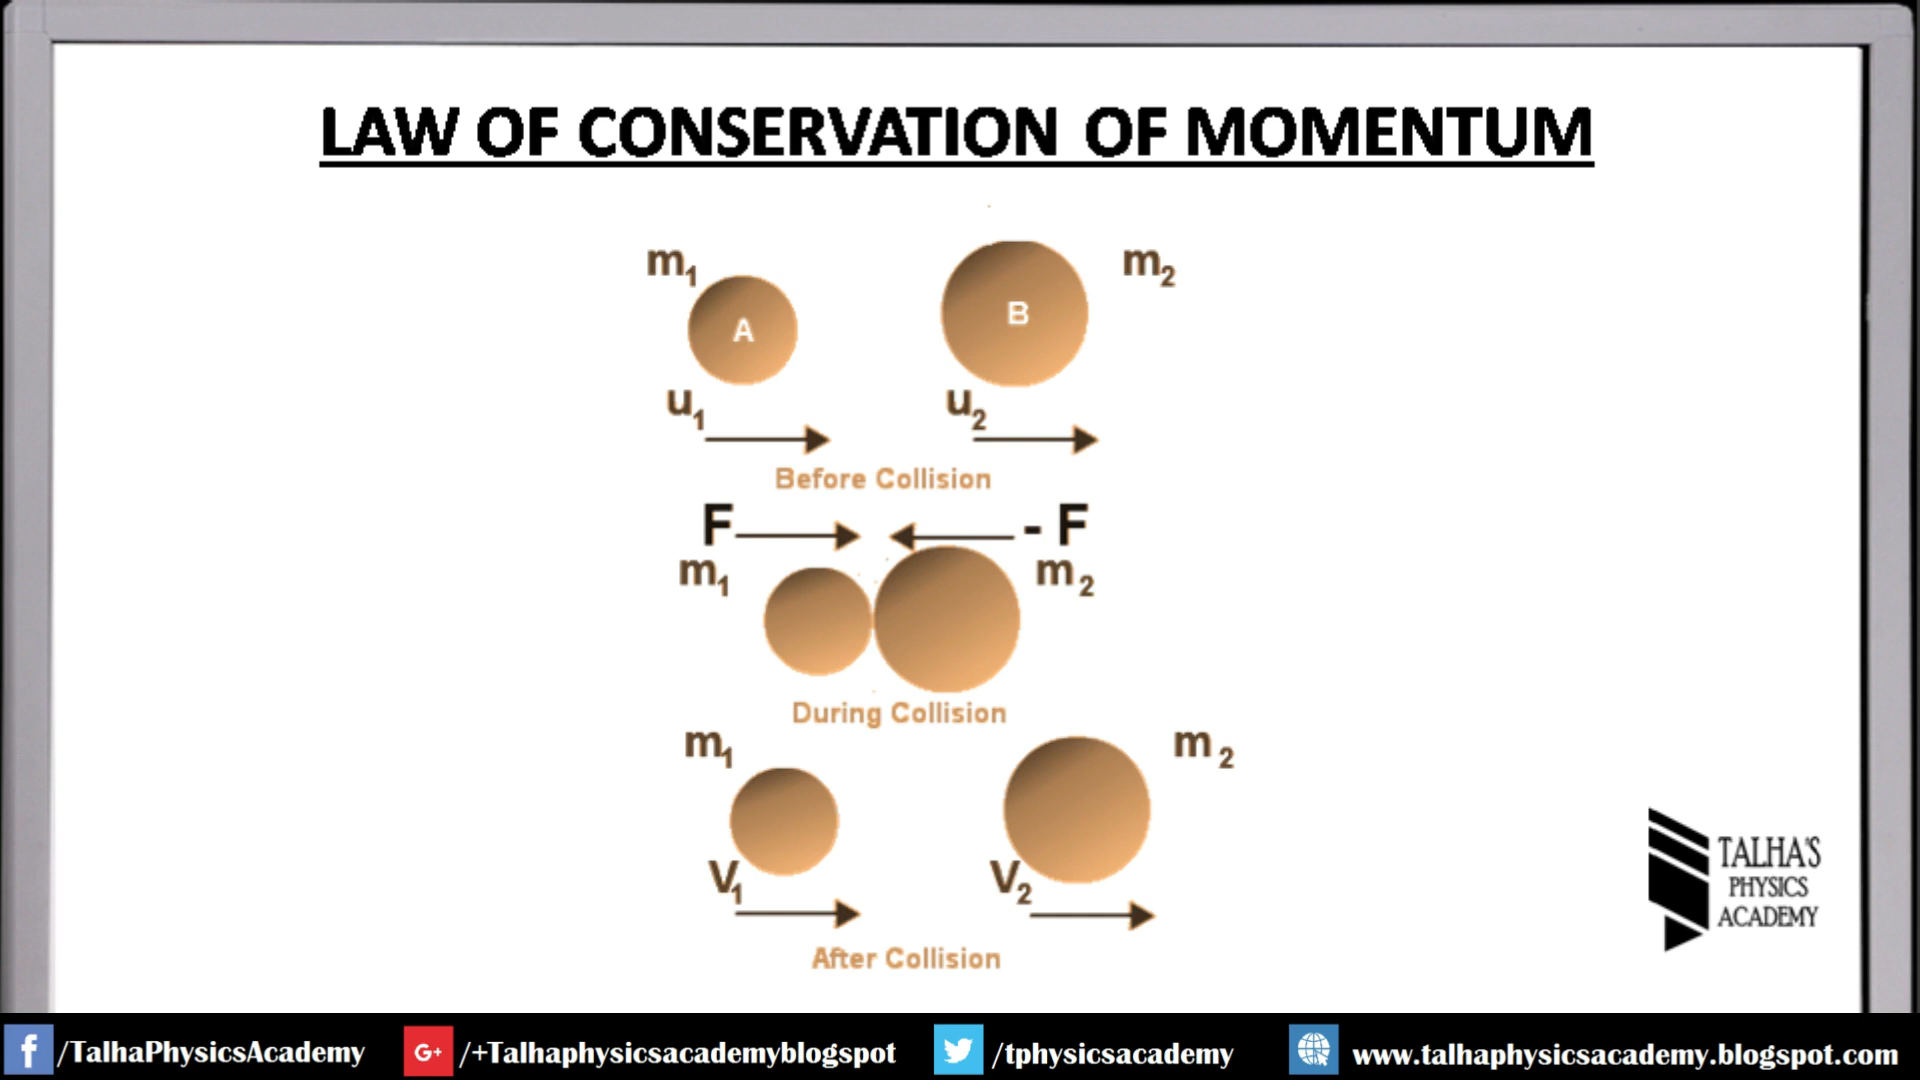 LAW OF CONSERVATION OF MOMENTUM
m₁ m₂
A B
u₁ u₂
Before Collision
F - F
m₁ m₂
During Collision
m₁ m₂
V₁ V₂
After Collision
TALHA'S
PHYSICS
ACADEMY
f /TalhaPhysicsAcademy G+ /+Talhaphysicsacademyblogspot /tphysicsacademy www.talhaphysicsacademy.blogspot.com